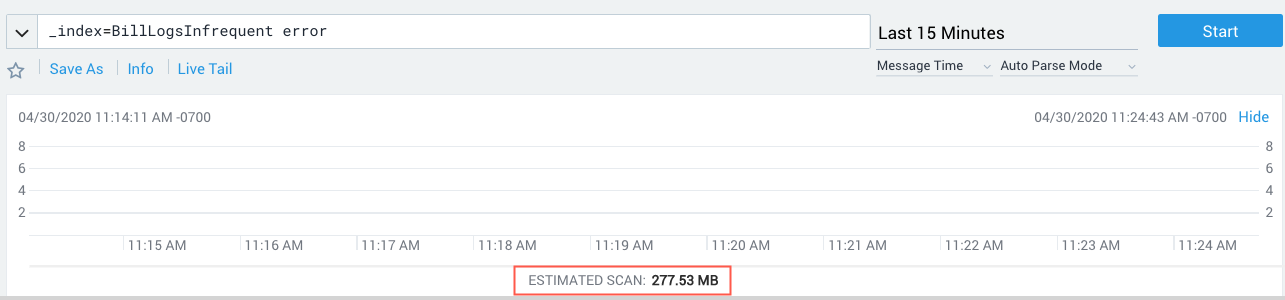 _index=BillLogsInfrequent error
Last 15 Minutes
Start
Save As
Info
Live Tail
Message Time
Auto Parse Mode
04/30/2020 11:14:11 AM -0700
04/30/2020 11:24:43 AM -0700
Hide
8 8
6 6
4 4
2 2
11:15 AM 11:16 AM 11:17 AM 11:18 AM 11:19 AM 11:20 AM 11:21 AM 11:22 AM 11:23 AM 11:24 AM
ESTIMATED SCAN: 277.53 MB